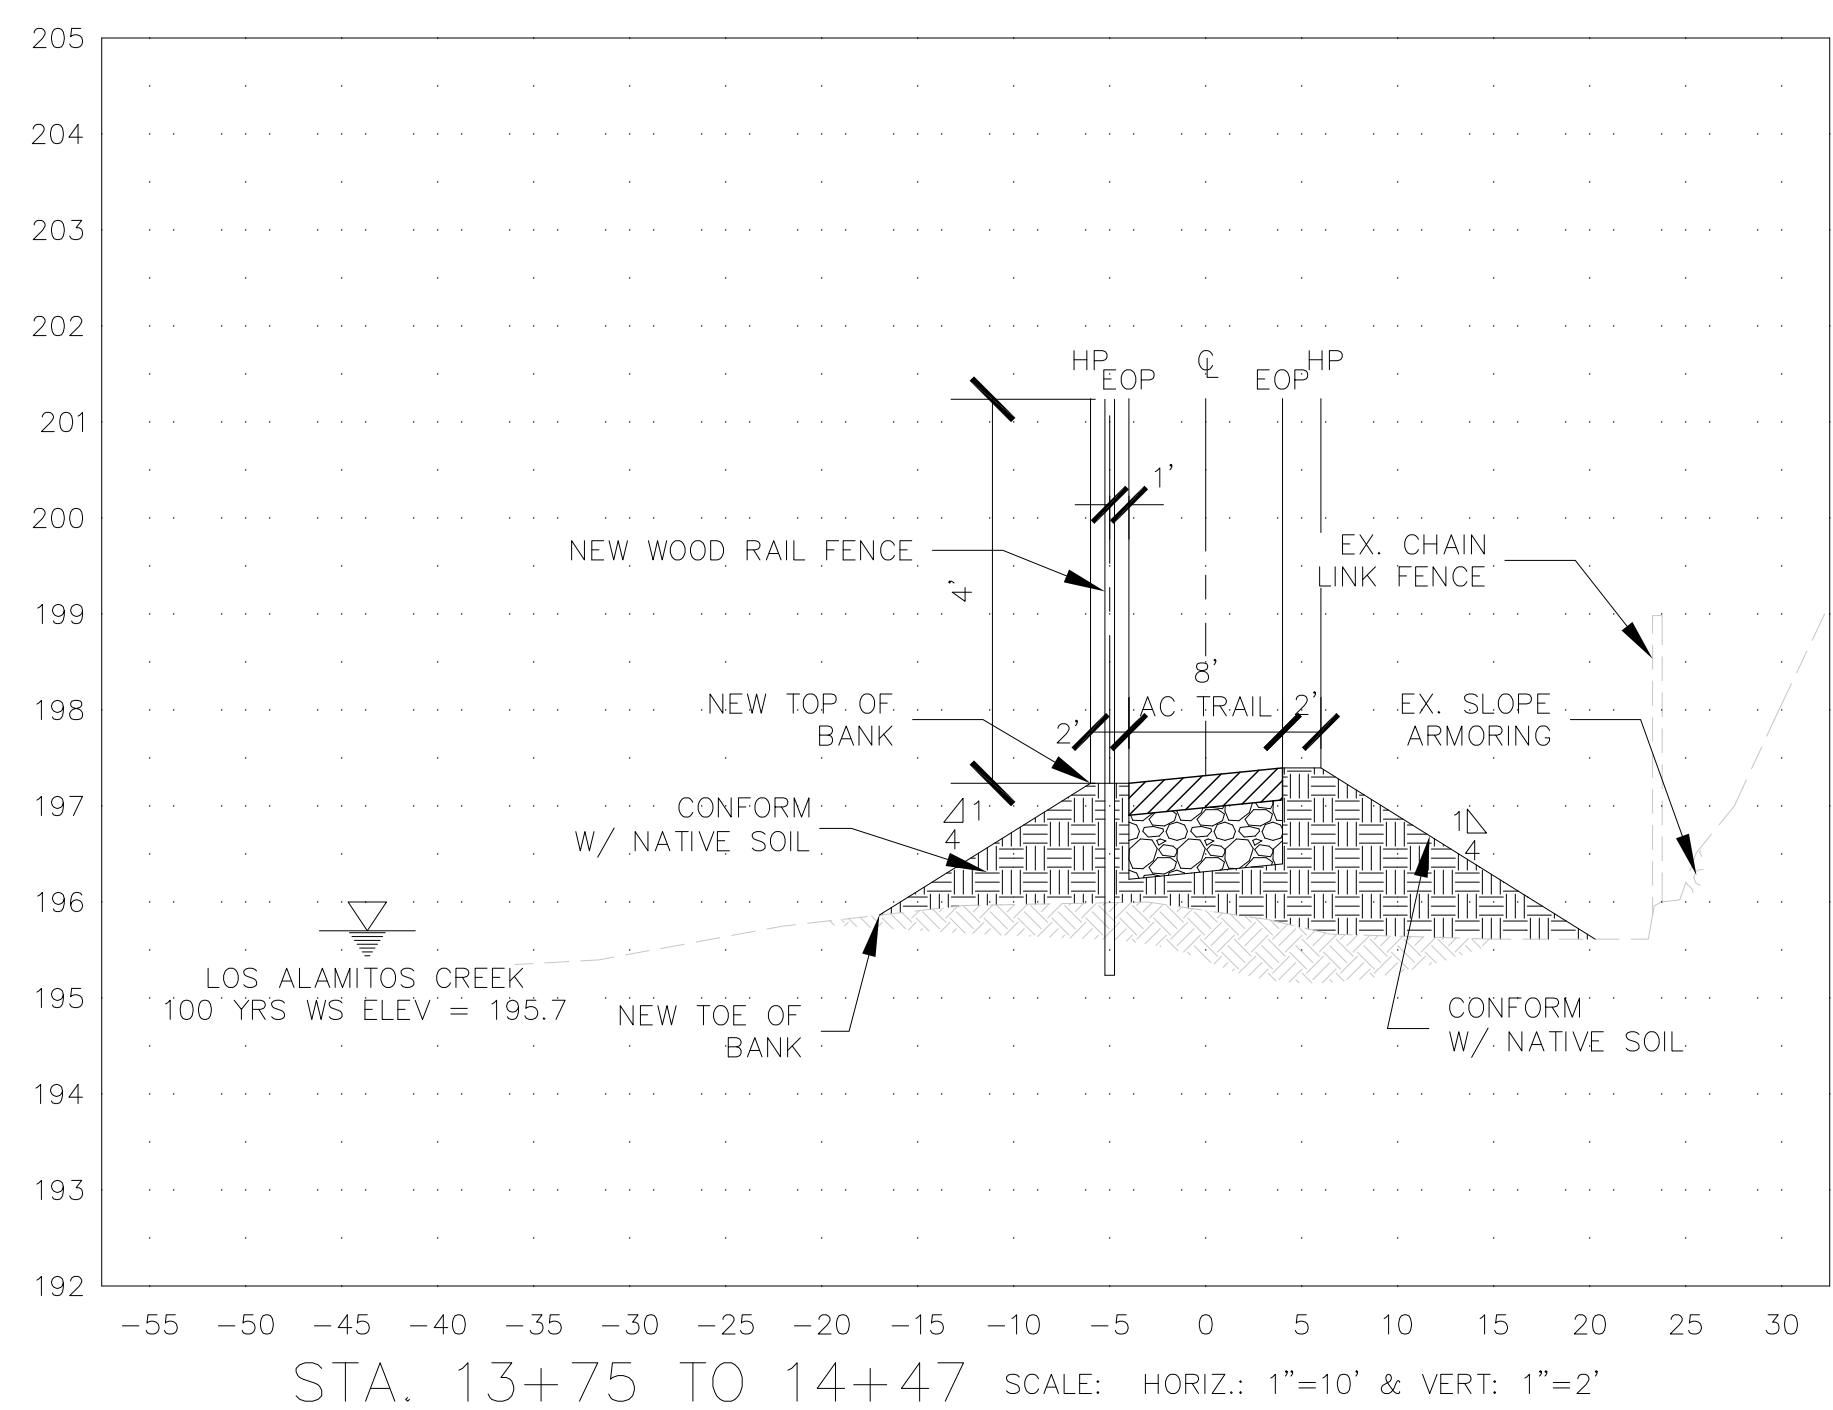 205
204
203
202
201
200
199
198
197
196
195
194
193
192
HP
EOP
℄
EOP
HP
1'
NEW WOOD RAIL FENCE
4'
EX. CHAIN
LINK FENCE
8'
AC TRAIL
2'
2'
NEW TOP OF
BANK
EX. SLOPE
ARMORING
CONFORM
W/ NATIVE SOIL
1
4
1
4
LOS ALAMITOS CREEK
100 YRS WS ELEV = 195.7
NEW TOE OF
BANK
CONFORM
W/ NATIVE SOIL
-55 -50 -45 -40 -35 -30 -25 -20 -15 -10 -5 0 5 10 15 20 25 30
STA. 13+75 TO 14+47 SCALE: HORIZ.: 1"=10' & VERT: 1"=2'